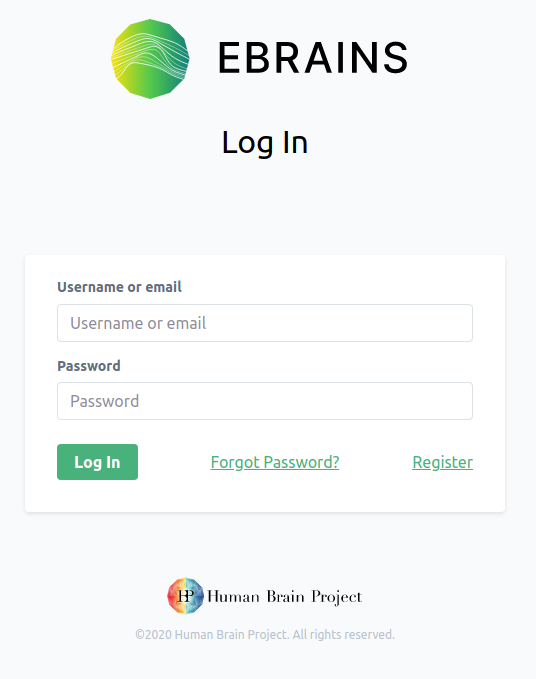 EBRAINS
Log In
Username or email
Username or email
Password
Password
Log In Forgot Password? Register
HP Human Brain Project
©2020 Human Brain Project. All rights reserved.